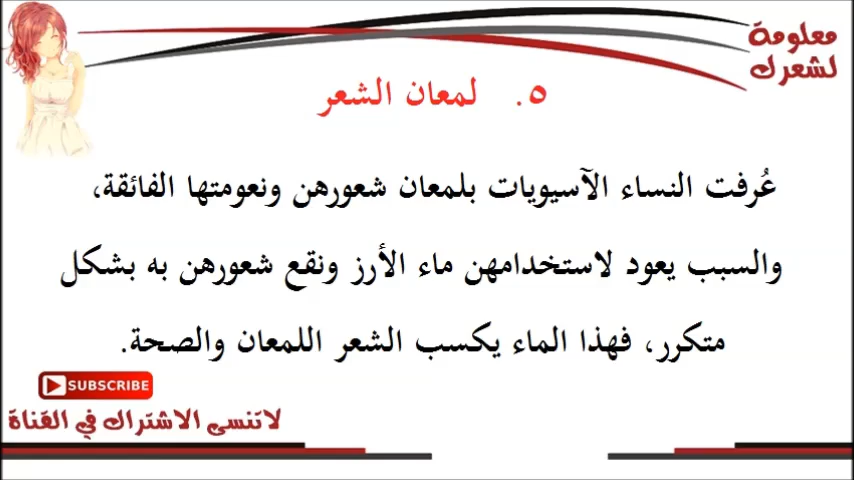 معلومة
لشعرك
٥. لمعان الشعر
عُرفت النساء الآسيويات بلمعان شعورهن ونعومتها الفائقة،
والسبب يعود لاستخدامهن ماء الأرز ونقع شعورهن به بشكل
متكرر، فهذا الماء يكسب الشعر اللمعان والصحة.
SUBSCRIBE
لاتنسى الاشتراك في القناة